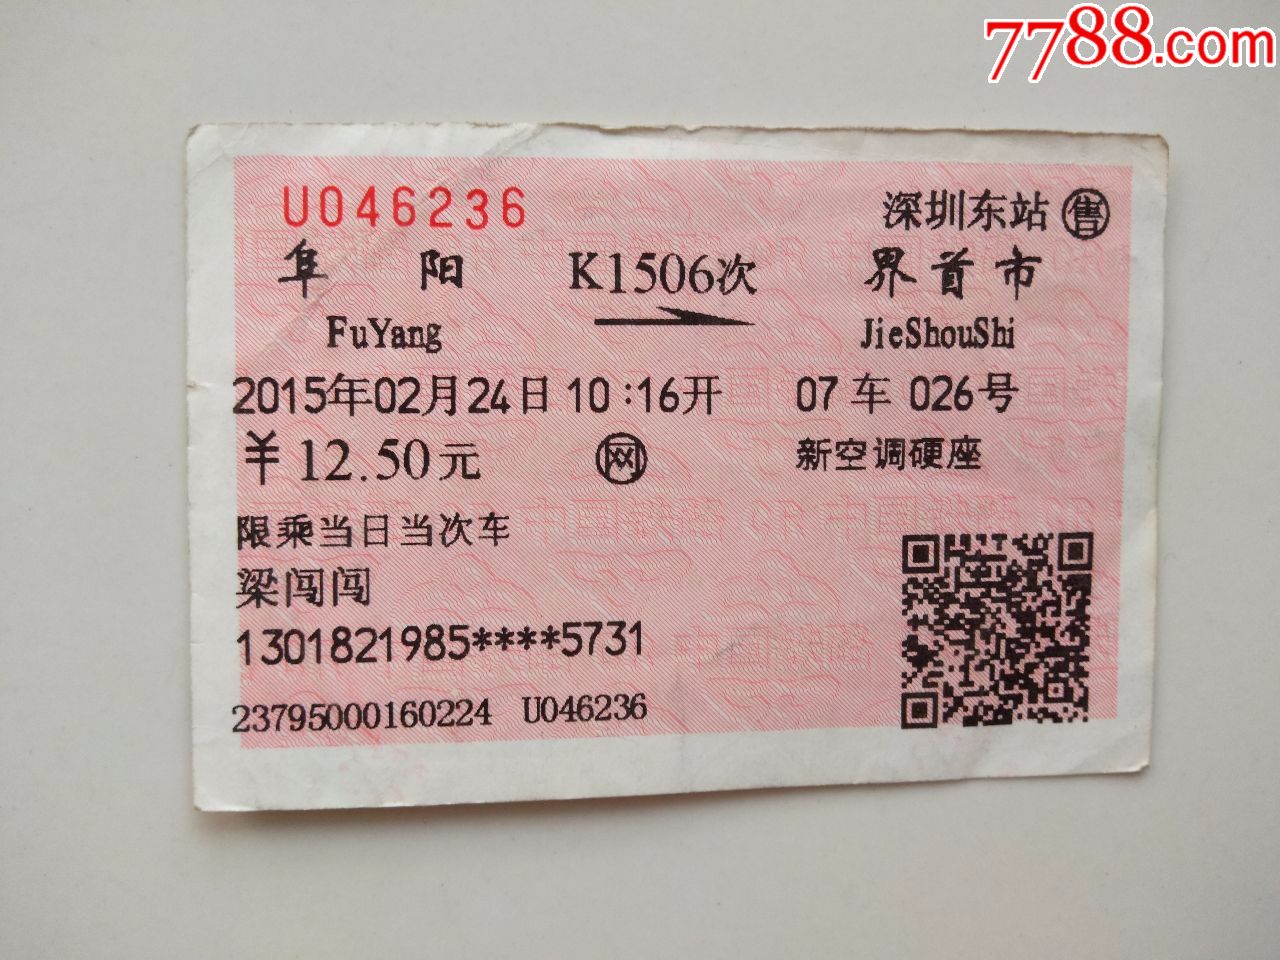 7788.com
U046236 深圳东站 售
阜阳 K1506次 界首市
FuYang JieShouShi
2015年02月24日 10:16开 07车 026号
¥12.50元 网 新空调硬座
限乘当日当次车
梁闯闯
1301821985****5731
23795000160224 U046236